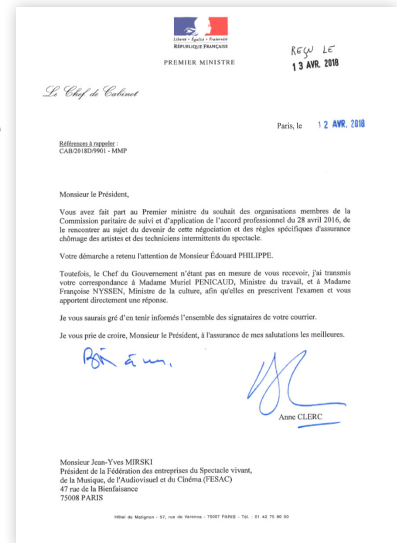 Liberté • Égalité • Fraternité
RÉPUBLIQUE FRANÇAISE
PREMIER MINISTRE
REÇU LE
13 AVR. 2018
Le Chef de Cabinet
Paris, le 12 AVR. 2018
Références à rappeler :
CAB/2018D/9901 - MMP
Monsieur le Président,
Vous avez fait part au Premier ministre du souhait des organisations membres de la
Commission paritaire de suivi et d'application de l'accord professionnel du 28 avril 2016, de
le rencontrer au sujet du devenir de cette négociation et des règles spécifiques d'assurance
chômage des artistes et des techniciens intermittents du spectacle.
Votre démarche a retenu l'attention de Monsieur Édouard PHILIPPE.
Toutefois, le Chef du Gouvernement n'étant pas en mesure de vous recevoir, j'ai transmis
votre correspondance à Madame Muriel PENICAUD, Ministre du travail, et à Madame
Françoise NYSSEN, Ministre de la culture, afin qu'elles en prescrivent l'examen et vous
apportent directement une réponse.
Je vous saurais gré d'en tenir informés l'ensemble des signataires de votre courrier.
Je vous prie de croire, Monsieur le Président, à l'assurance de mes salutations les meilleures.
Anne CLERC
Monsieur Jean-Yves MIRSKI
Président de la Fédération des entreprises du Spectacle vivant,
de la Musique, de l'Audiovisuel et du Cinéma (FESAC)
47 rue de la Bienfaisance
75008 PARIS
Hôtel de Matignon - 57, rue de Varenne - 75007 PARIS - Tél. : 01 42 75 80 00